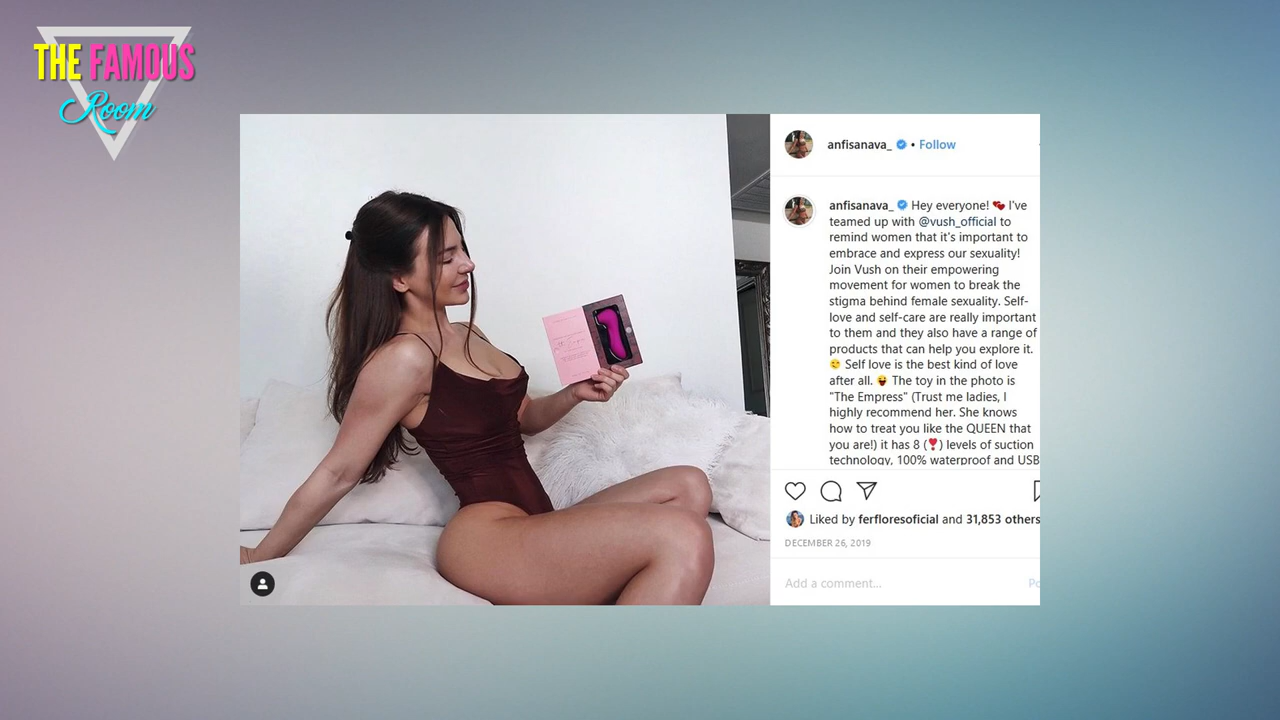 THE FAMOUS
Room
anfisanava_ • Follow
anfisanava_ Hey everyone! 💕 I've
teamed up with @vush_official to
remind women that it's important to
embrace and express our sexuality!
Join Vush on their empowering
movement for women to break the
stigma behind female sexuality. Self-
love and self-care are really important
to them and they also have a range of
products that can help you explore it.
😏 Self love is the best kind of love
after all. 😜 The toy in the photo is
"The Empress" (Trust me ladies, I
highly recommend her. She knows
how to treat you like the QUEEN that
you are!) it has 8 (❣️) levels of suction
technology, 100% waterproof and USB
Liked by ferfloresoficial and 31,853 others
DECEMBER 26, 2019
Add a comment...